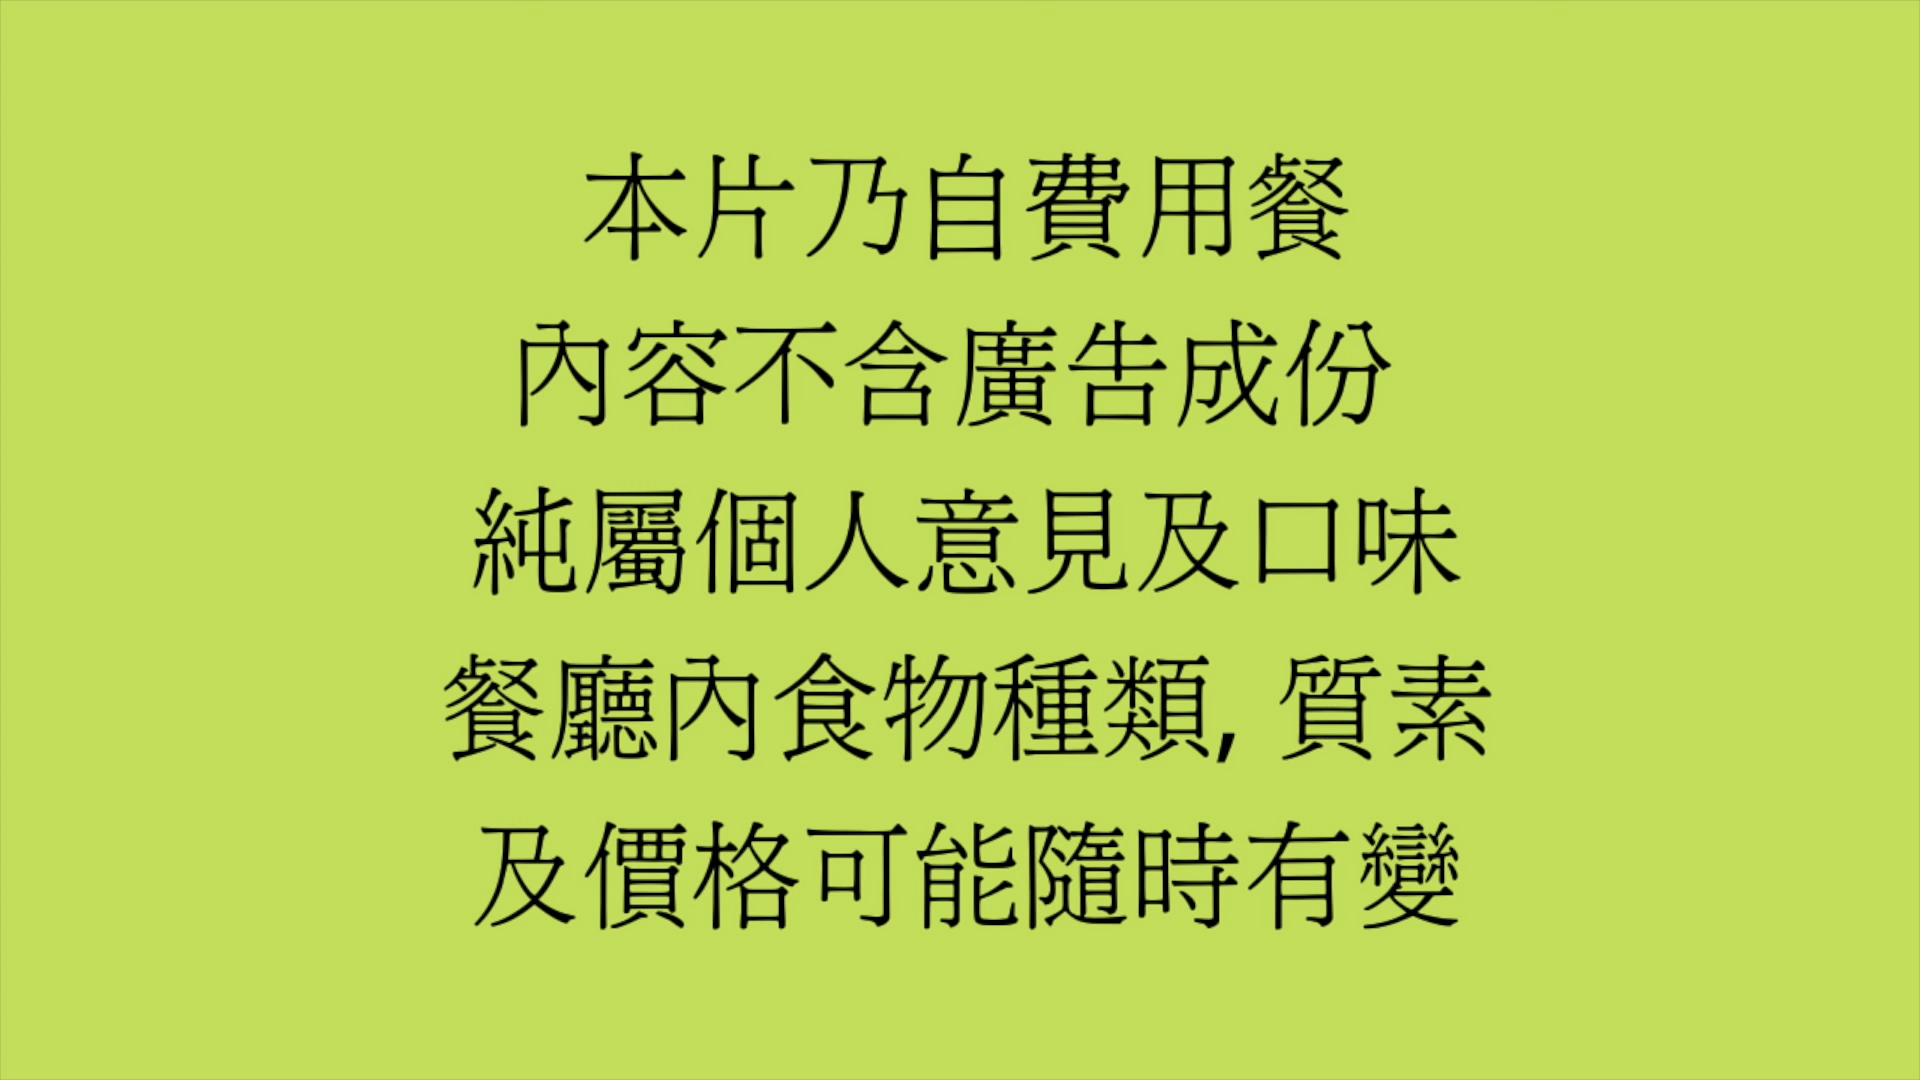 本片乃自費用餐
內容不含廣告成份
純屬個人意見及口味
餐廳內食物種類, 質素
及價格可能隨時有變